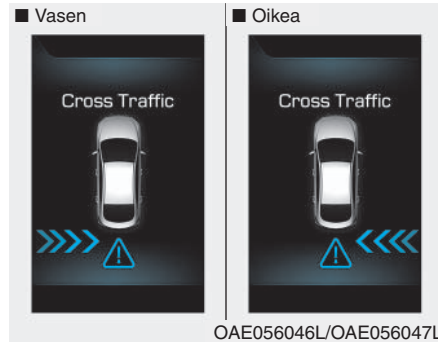 ■ Vasen
■ Oikea
Cross Traffic
Cross Traffic
OAE056046L/OAE056047L